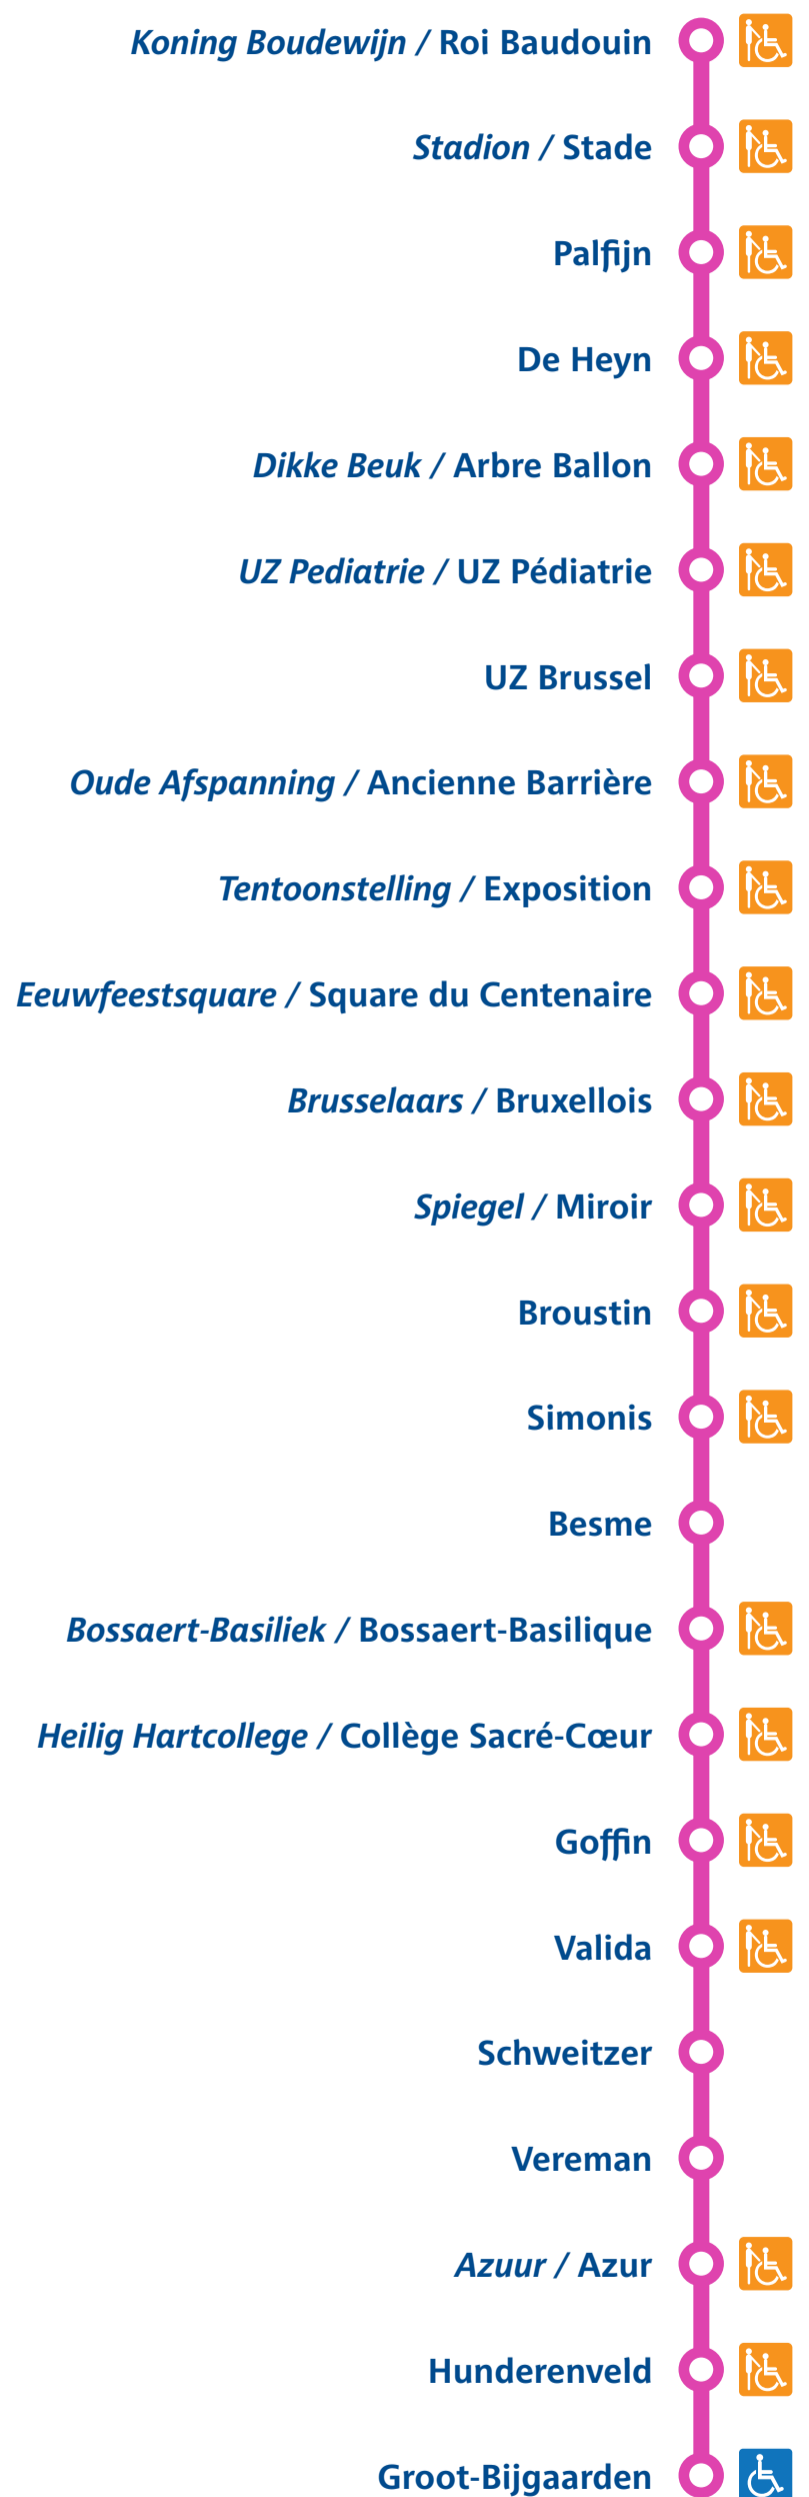 Koning Boudewijn / Roi Baudouin
Stadion / Stade
Palfijn
De Heyn
Dikke Beuk / Arbre Ballon
UZ Pediatrie / UZ Pédiatrie
UZ Brussel
Oude Afspanning / Ancienne Barrière
Tentoonstelling / Exposition
Eeuwfeestsquare / Square du Centenaire
Brusselaars / Bruxellois
Spiegel / Miroir
Broustin
Simonis
Besme
Bossaert-Basiliek / Bossaert-Basilique
Heilig Hartcollege / Collège Sacré-Cœur
Goffin
Valida
Schweitzer
Vereman
Azuur / Azur
Hunderenveld
Groot-Bijgaarden